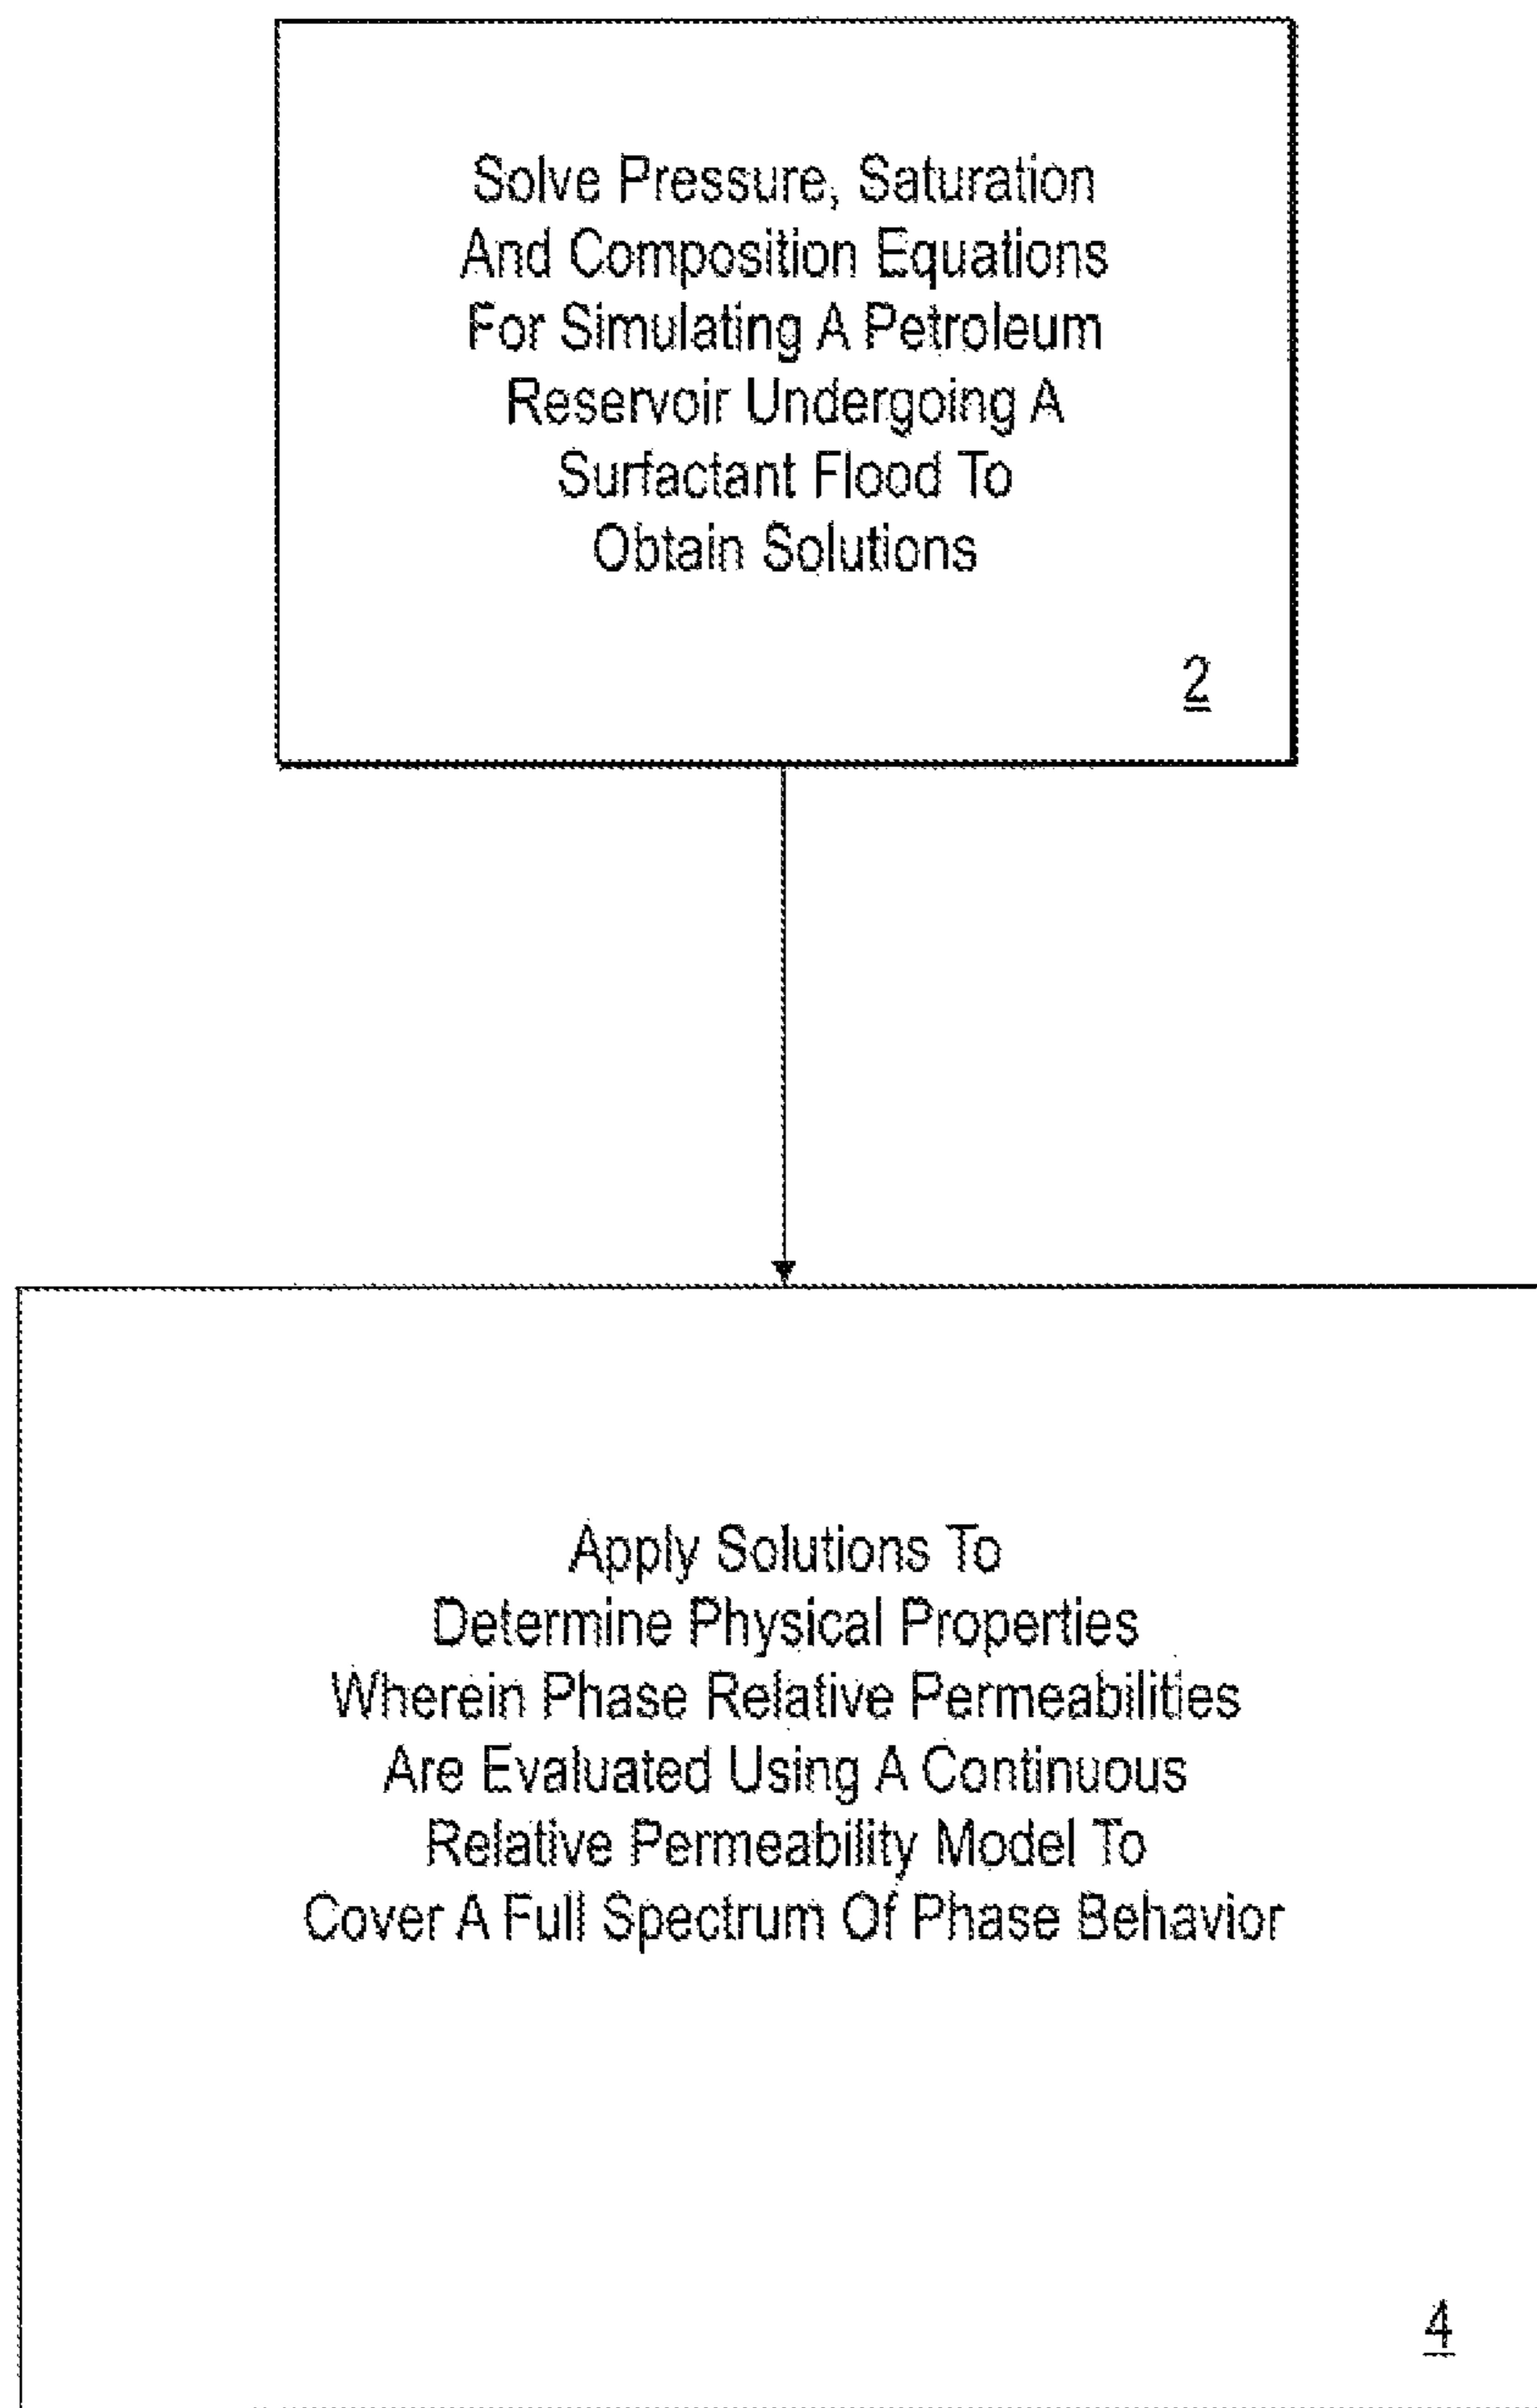 Solve Pressure, Saturation
And Composition Equations
For Simulating A Petroleum
Reservoir Undergoing A
Surfactant Flood To
Obtain Solutions
2
Apply Solutions To
Determine Physical Properties
Wherein Phase Relative Permeabilities
Are Evaluated Using A Continuous
Relative Permeability Model To
Cover A Full Spectrum Of Phase Behavior
4